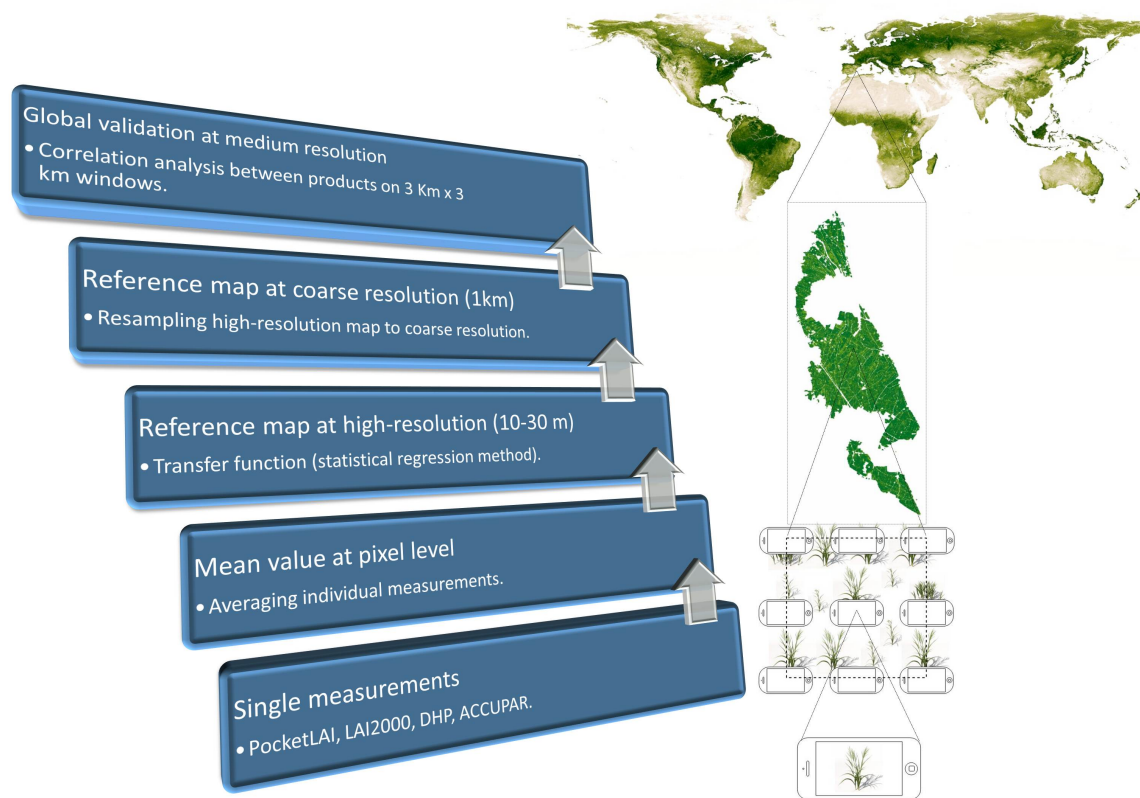 Global validation at medium resolution
• Correlation analysis between products on 3 Km x 3
km windows.
Reference map at coarse resolution (1km)
• Resampling high-resolution map to coarse resolution.
Reference map at high-resolution (10-30 m)
• Transfer function (statistical regression method).
Mean value at pixel level
• Averaging individual measurements.
Single measurements
• PocketLAI, LAI2000, DHP, ACCUPAR.